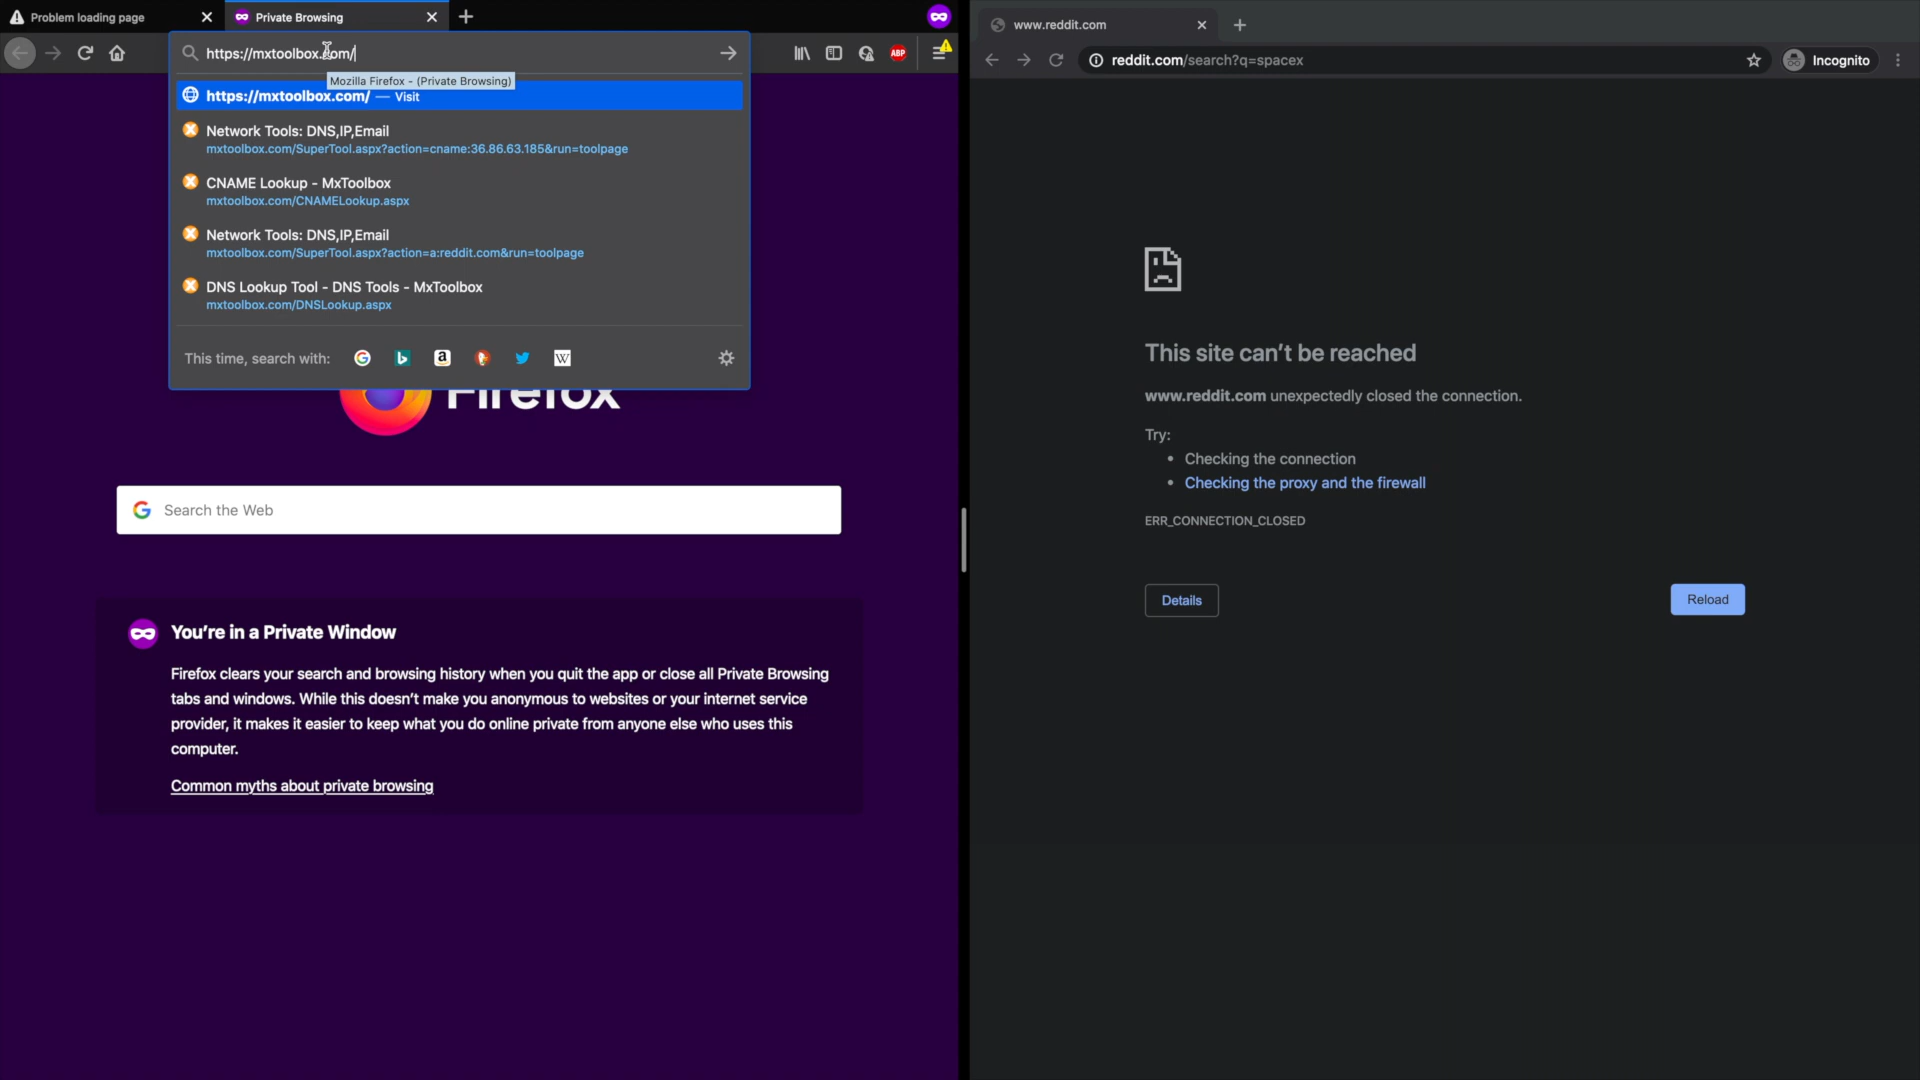 Problem loading page
Private Browsing
https://mxtoolbox.com/
Mozilla Firefox - (Private Browsing)
https://mxtoolbox.com/ — Visit
Network Tools: DNS,IP,Email
mxtoolbox.com/SuperTool.aspx?action=cname:36.86.63.185&run=toolpage
CNAME Lookup - MxToolbox
mxtoolbox.com/CNAMELookup.aspx
Network Tools: DNS,IP,Email
mxtoolbox.com/SuperTool.aspx?action=a:reddit.com&run=toolpage
DNS Lookup Tool - DNS Tools - MxToolbox
mxtoolbox.com/DNSLookup.aspx
This time, search with:
ABP
Firefox
Search the Web
You're in a Private Window
Firefox clears your search and browsing history when you quit the app or close all Private Browsing
tabs and windows. While this doesn't make you anonymous to websites or your internet service
provider, it makes it easier to keep what you do online private from anyone else who uses this
computer.
Common myths about private browsing
www.reddit.com
reddit.com/search?q=spacex
Incognito
This site can't be reached
www.reddit.com unexpectedly closed the connection.
Try:
• Checking the connection
• Checking the proxy and the firewall
ERR_CONNECTION_CLOSED
Details
Reload